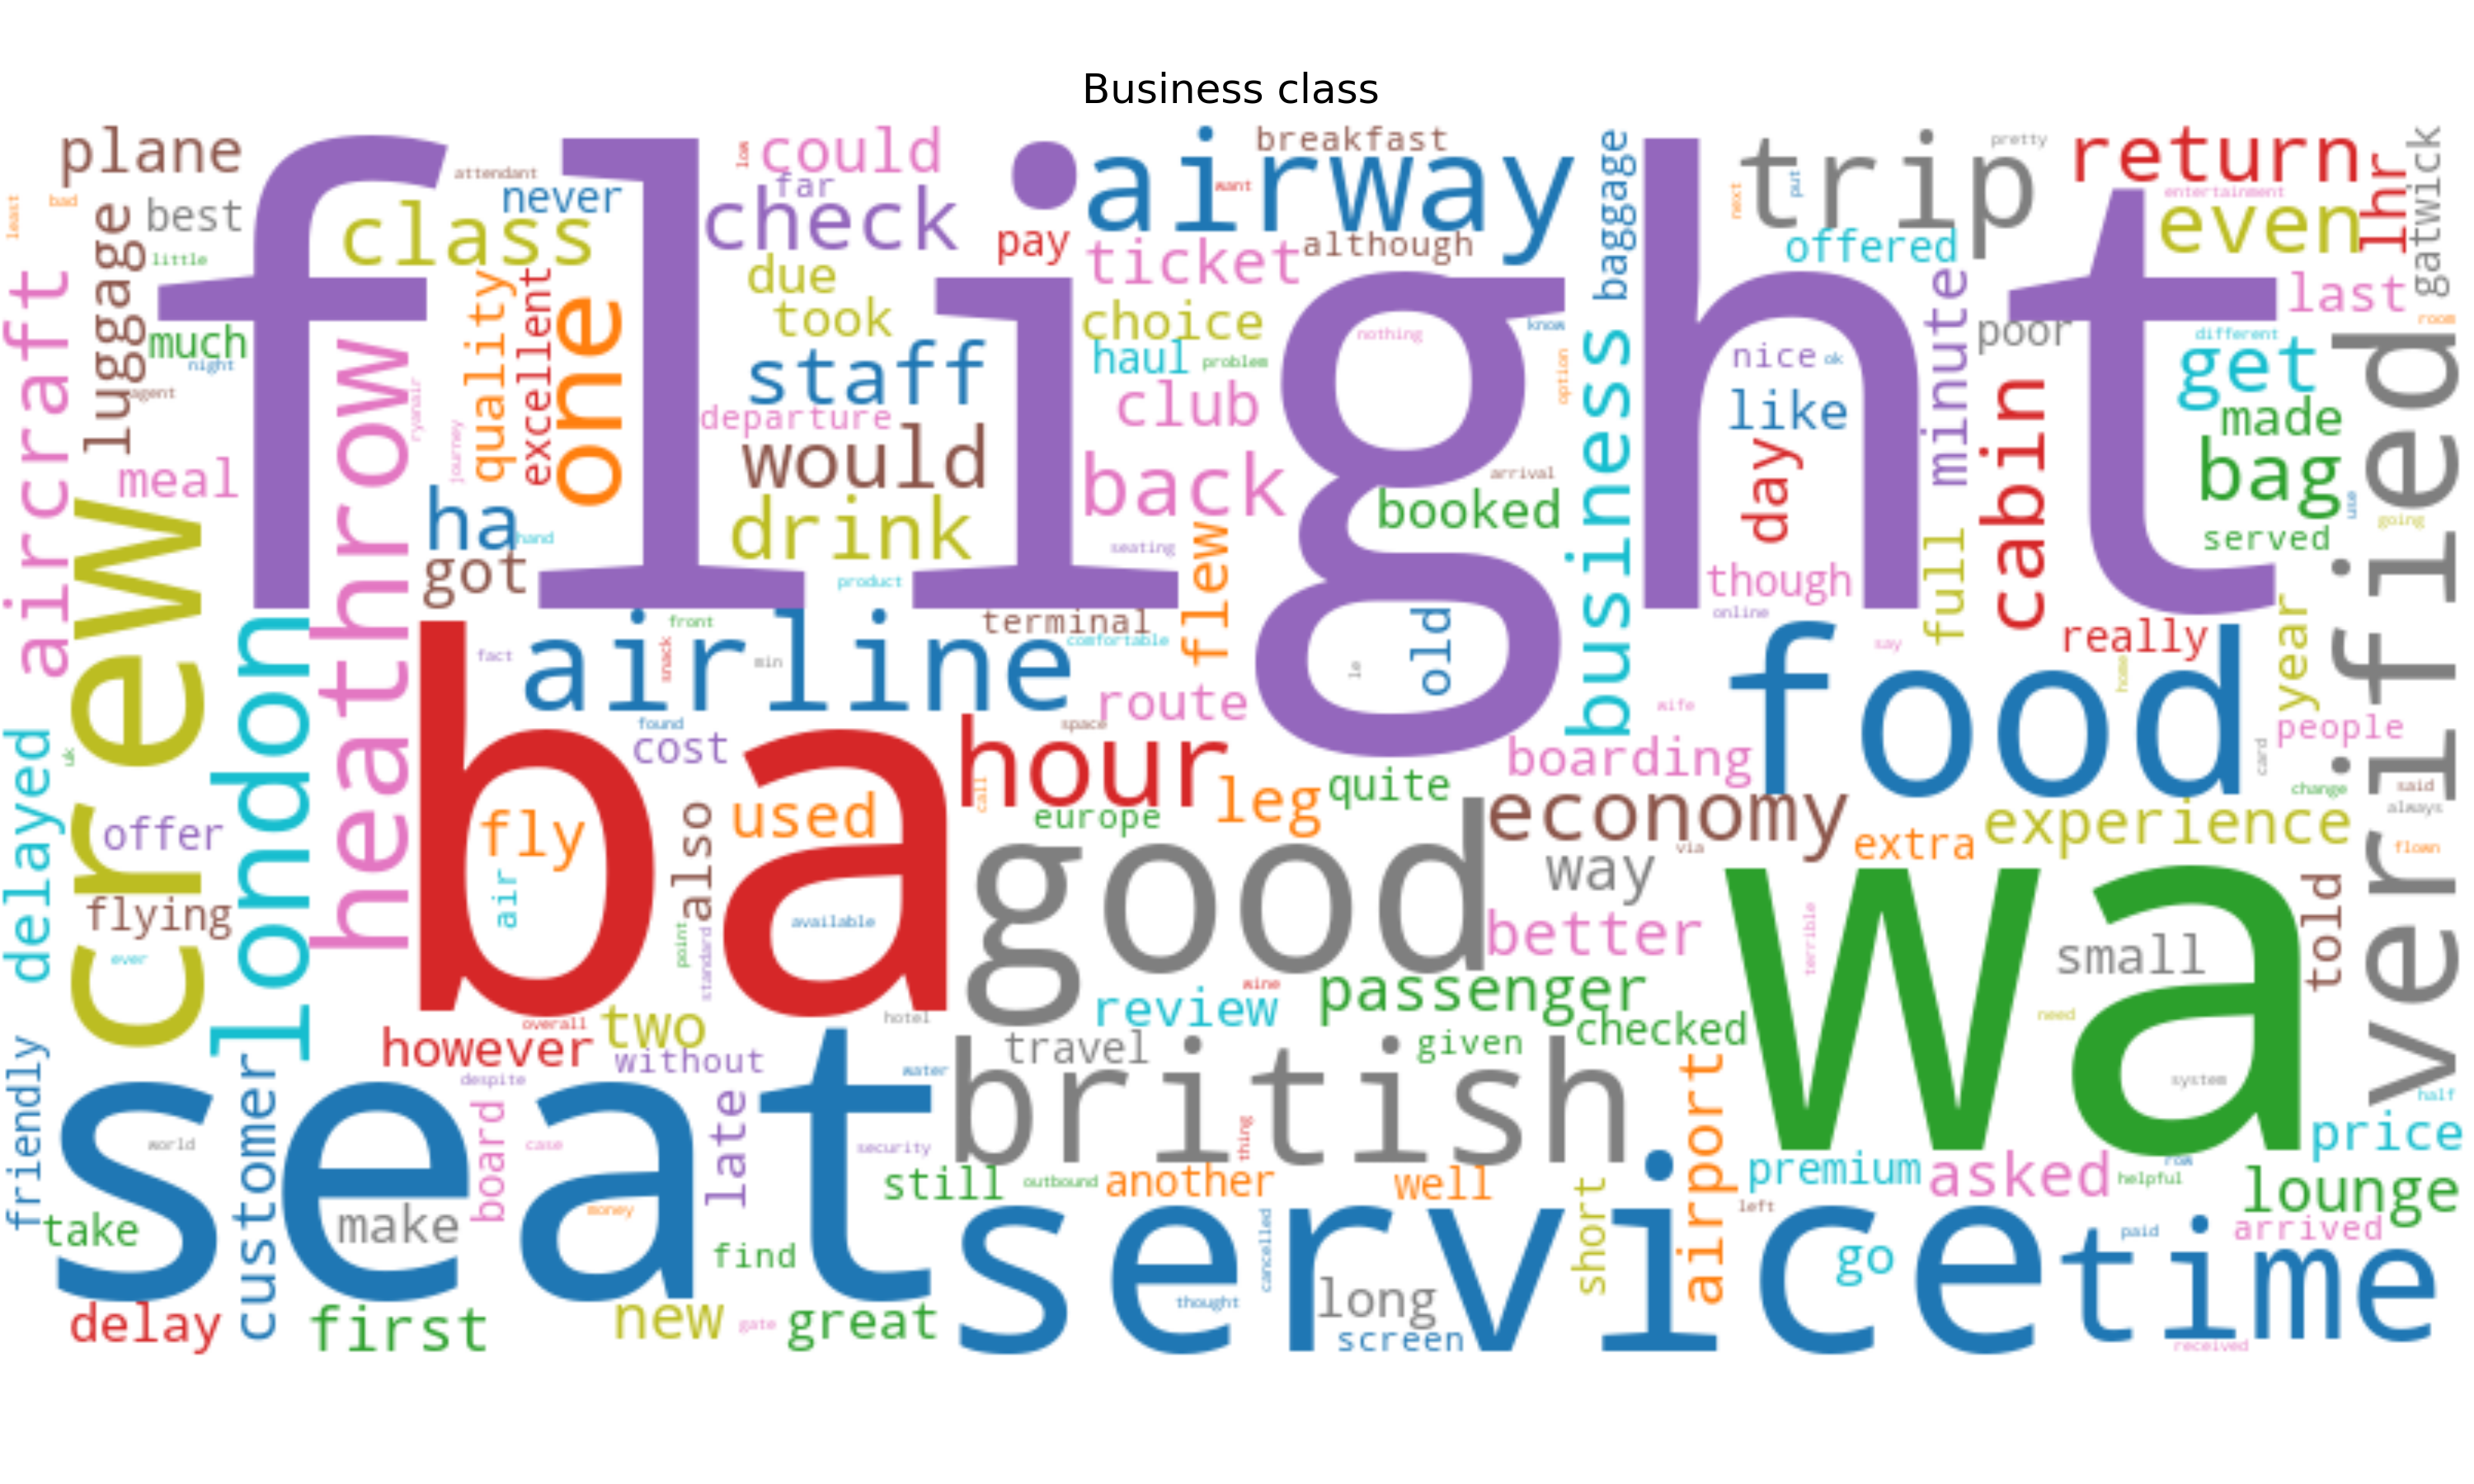 Business class
plane
attendant
low
could
breakfast
airway
baggage
trip
pretty
return
lhr
gatwick
least
bad
best
never
far
want
next
put
entertainment
even
luggage
little
class
check
pay
although
offered
flight
aircraft
much
night
agent
quality
excellent
one
due
took
ticket
choice
haul
problem
nothing
know
option
minute
poor
last
room
different
get
heathrow
ryanair
journey
staff
departure
club
nice
ok
like
made
meal
would
back
arrival
booked
day
cabin
bag
use
going
ha
hand
got
drink
seating
product
flew
business
though
online
full
served
verified
crew
london
front
terminal
comfortable
old
le
say
really
home
year
fact
airline
snack
min
route
wife
food
people
found
cost
space
hour
boarding
card
delayed
uk
ba
call
leg
quite
change
said
always
offer
fly
also
used
europe
economy
experience
extra
via
flown
air
way
flying
available
good
better
terrible
small
told
ever
point
standard
wine
passenger
wa
overall
two
hotel
review
checked
need
friendly
however
without
travel
given
customer
despite
water
british
airport
system
half
price
seat
world
board
case
late
security
thing
still
outbound
another
well
short
premium
asked
row
helpful
lounge
take
make
money
find
service
cancelled
left
go
paid
arrived
time
delay
first
new
gate
great
thought
long
screen
received